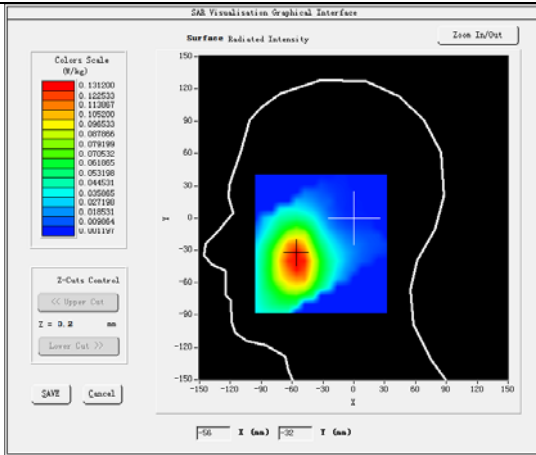 SAR Visualisation Graphical Interface
Surface Radiated Intensity
Zoom In/Out
Colors Scale
(W/kg)
0.131200
0.122533
0.113867
0.105200
0.096533
0.087866
0.079199
0.070532
0.061865
0.053198
0.044531
0.035865
0.027198
0.018531
0.009864
0.001197
Z-Cuts Control
<< Upper Cut
Z = 0.2 mm
Lower Cut >>
SAVE
Cancel
150
120
90
60
30
0
-30
-60
-90
-120
-150
Y
-150 -120 -90 -60 -30 0 30 60 90 120 150
X
-56 X (mm) -32 Y (mm)